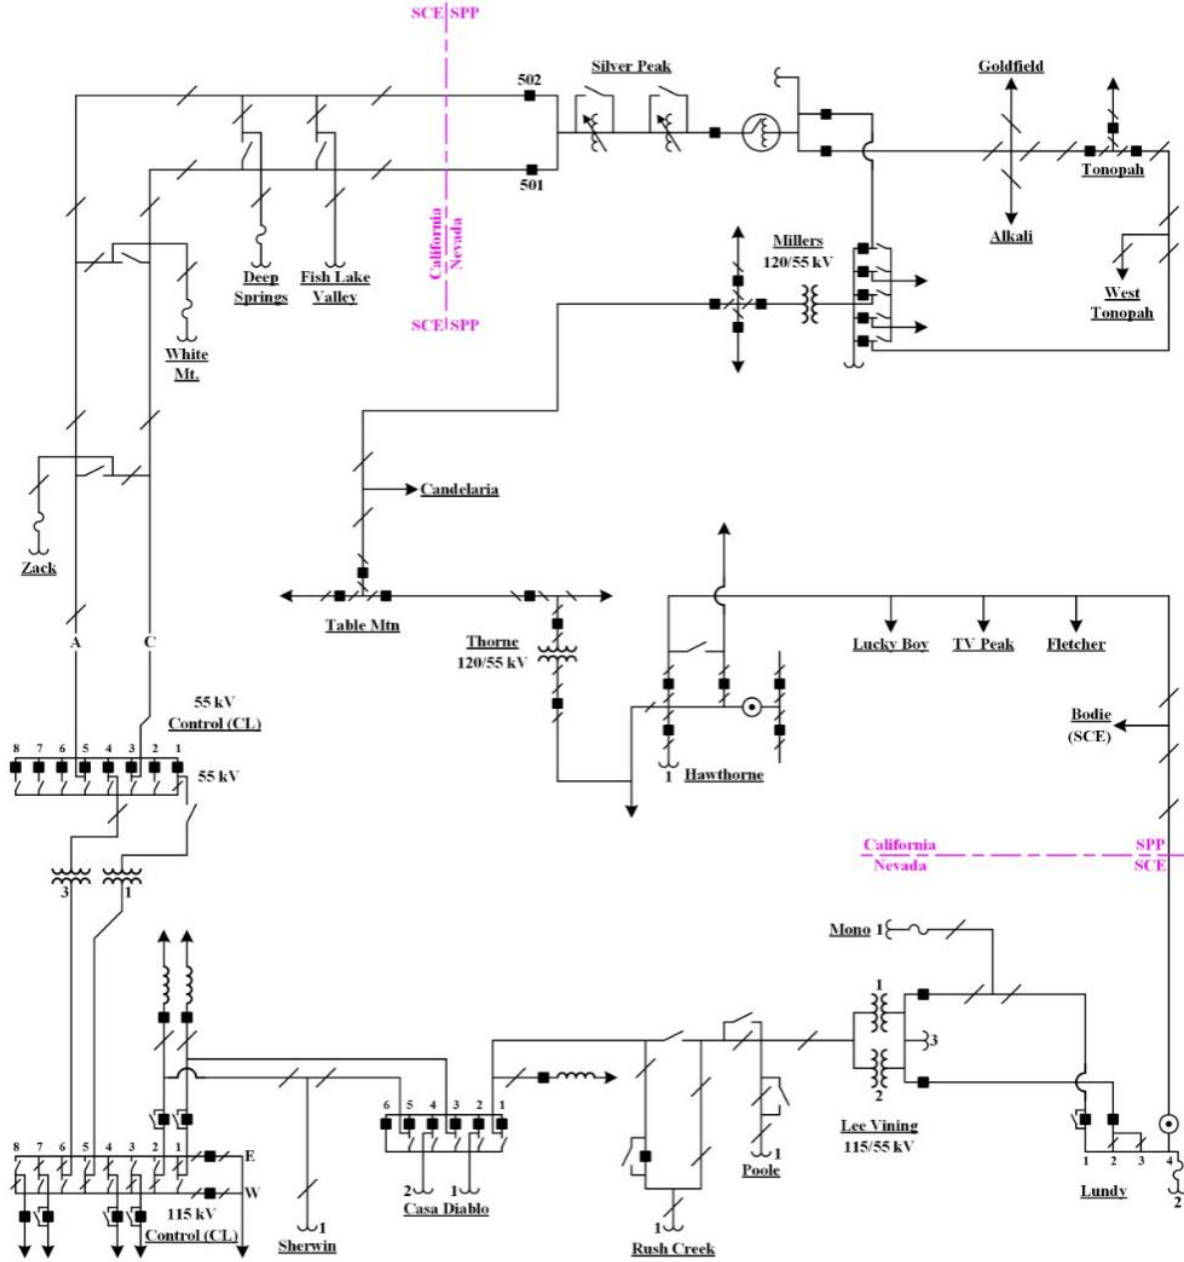 SCE SPP
502
Silver Peak
Goldfield
501
Tonopah
California
Nevada
Alkali
Millers
120/55 kV
Deep
Springs
Fish Lake
Valley
West
Tonopah
SCE SPP
White
Mt.
Candelaria
Zack
Table Mtn
A
C
Thorne
120/55 kV
Lucky Boy
TV Peak
Fletcher
55 kV
Control (CL)
Bodie
(SCE)
8 7 6 5 4 3 2 1
55 kV
1
Hawthorne
California
SPP
Nevada
SCE
3
1
Mono 1
1
3
2
6 5 4 3 2 1
Lee Vining
115/55 kV
8 7 6 5 4 3 2 1
E
W
1
Poole
1 2 3 4
Lundy
2
2
1
Casa Diablo
115 kV
Control (CL)
1
Sherwin
1
Rush Creek